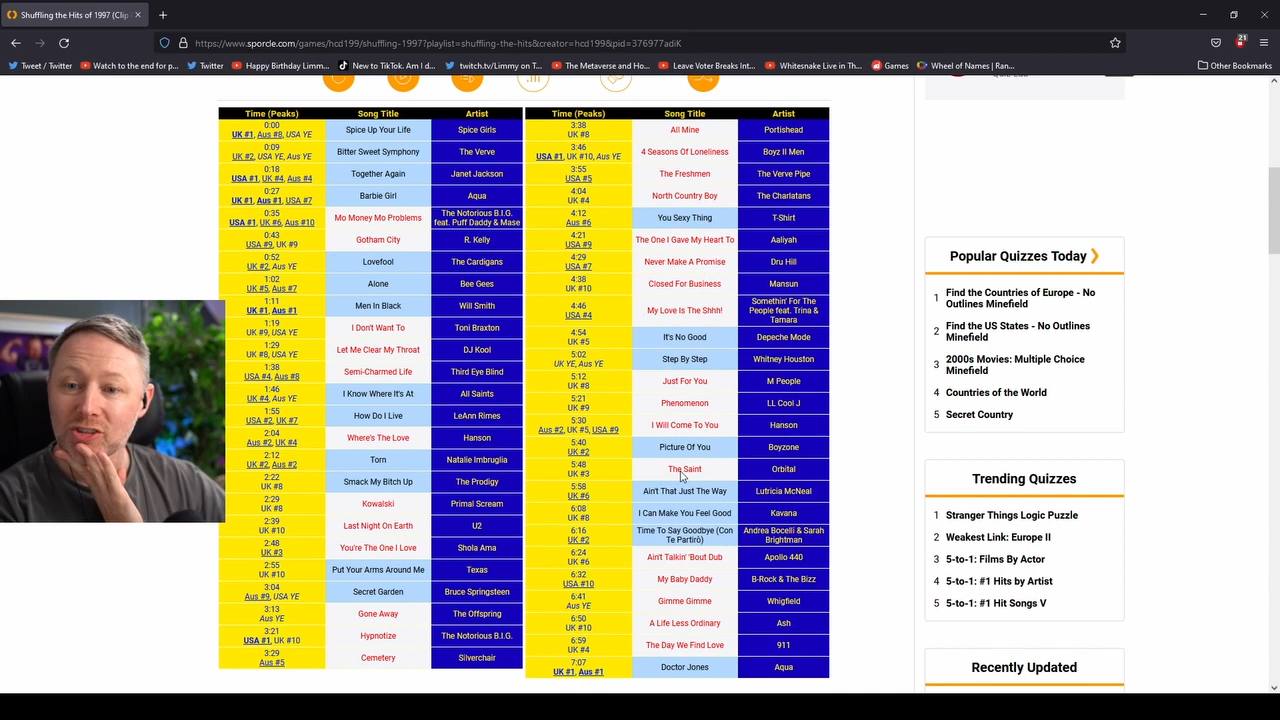 Shuffling the Hits of 1997 (Clip
https://www.sporcle.com/games/hcd199/shuffling-1997?playlist=shuffling-the-hits&creator=hcd199&pid=376977adiK
21
Tweet / Twitter
Watch to the end for p...
Twitter
Happy Birthday Limm...
New to TikTok. Am I d...
twitch.tv/Limmy on T...
The Metaverse and Ho...
Leave Voter Breaks Int...
Whitesnake Live in Th...
Games
Wheel of Names | Ran...
Other Bookmarks
Time (Peaks) Song Title Artist
0:00
UK #1, Aus #8, USA YE Spice Up Your Life Spice Girls
0:09
UK #2, USA YE, Aus YE Bitter Sweet Symphony The Verve
0:18
USA #1, UK #4, Aus #4 Together Again Janet Jackson
0:27
UK #1, Aus #1, USA #7 Barbie Girl Aqua
0:35
USA #1, UK #6, Aus #10 Mo Money Mo Problems The Notorious B.I.G.
feat. Puff Daddy & Mase
0:43
USA #9, UK #9 Gotham City R. Kelly
0:52
UK #2, Aus YE Lovefool The Cardigans
1:02
UK #5, Aus #7 Alone Bee Gees
1:11
UK #1, Aus #1 Men In Black Will Smith
1:19
UK #9, USA YE I Don't Want To Toni Braxton
1:29
UK #8, USA YE Let Me Clear My Throat DJ Kool
1:38
USA #4, Aus #8 Semi-Charmed Life Third Eye Blind
1:46
UK #4, Aus YE I Know Where It's At All Saints
1:55
USA #2, UK #7 How Do I Live LeAnn Rimes
2:04
Aus #2, UK #4 Where's The Love Hanson
2:12
UK #2, Aus #2 Torn Natalie Imbruglia
2:22
UK #8 Smack My Bitch Up The Prodigy
2:29
UK #8 Kowalski Primal Scream
2:39
UK #10 Last Night On Earth U2
2:48
UK #3 You're The One I Love Shola Ama
2:55
UK #10 Put Your Arms Around Me Texas
3:04
Aus #9, USA YE Secret Garden Bruce Springsteen
3:13
Aus YE Gone Away The Offspring
3:21
USA #1, UK #10 Hypnotize The Notorious B.I.G.
3:29
Aus #5 Cemetery Silverchair
Time (Peaks) Song Title Artist
3:38
UK #8 All Mine Portishead
3:46
USA #1, UK #10, Aus YE 4 Seasons Of Loneliness Boyz II Men
3:55
USA #5 The Freshmen The Verve Pipe
4:04
UK #4 North Country Boy The Charlatans
4:12
Aus #6 You Sexy Thing T-Shirt
4:21
USA #9 The One I Gave My Heart To Aaliyah
4:29
USA #7 Never Make A Promise Dru Hill
4:38
UK #10 Closed For Business Mansun
4:46
USA #4 My Love Is The Shhh! Somethin' For The
People feat. Trina &
Tamara
4:54
UK #5 It's No Good Depeche Mode
5:02
UK YE, Aus YE Step By Step Whitney Houston
5:12
UK #8 Just For You M People
5:21
UK #9 Phenomenon LL Cool J
5:30
Aus #2, UK #5, USA #9 I Will Come To You Hanson
5:40
UK #2 Picture Of You Boyzone
5:48
UK #3 The Saint Orbital
5:58
UK #6 Ain't That Just The Way Lutricia McNeal
6:08
UK #8 I Can Make You Feel Good Kavana
6:16
UK #2 Time To Say Goodbye (Con
Te Partirò) Andrea Bocelli & Sarah
Brightman
6:24
UK #6 Ain't Talkin' 'Bout Dub Apollo 440
6:32
USA #10 My Baby Daddy B-Rock & The Bizz
6:41
Aus YE Gimme Gimme Whigfield
6:50
UK #10 A Life Less Ordinary Ash
6:59
UK #4 The Day We Find Love 911
7:07
UK #1, Aus #1 Doctor Jones Aqua
Popular Quizzes Today
1 Find the Countries of Europe - No
Outlines Minefield
2 Find the US States - No Outlines
Minefield
3 2000s Movies: Multiple Choice
Minefield
4 Countries of the World
5 Secret Country
Trending Quizzes
1 Stranger Things Logic Puzzle
2 Weakest Link: Europe II
3 5-to-1: Films By Actor
4 5-to-1: #1 Hits by Artist
5 5-to-1: #1 Hit Songs V
Recently Updated